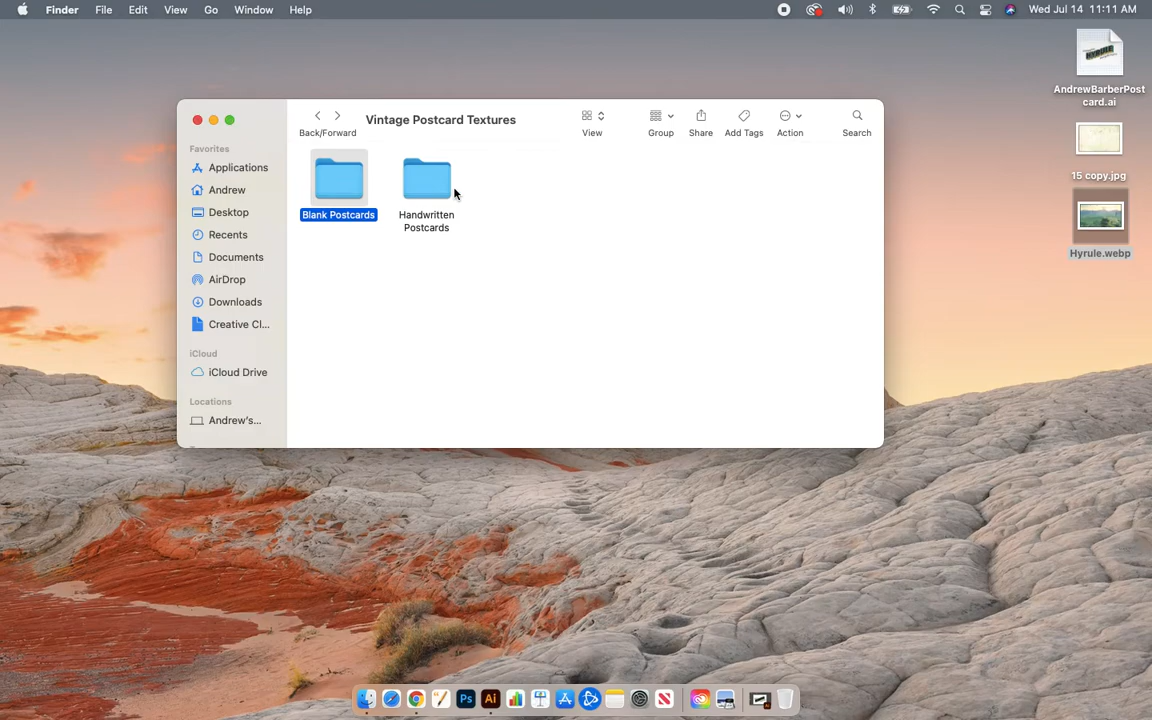 Finder File Edit View Go Window Help Wed Jul 14 11:11 AM
AndrewBarberPost
card.ai
15 copy.jpg
Hyrule.webp
Vintage Postcard Textures
Back/Forward View Group Share Add Tags Action Search
Favorites
Applications
Andrew
Desktop
Recents
Documents
AirDrop
Downloads
Creative Cl...
iCloud
iCloud Drive
Locations
Andrew's...
Blank Postcards
Handwritten
Postcards
Ps Ai